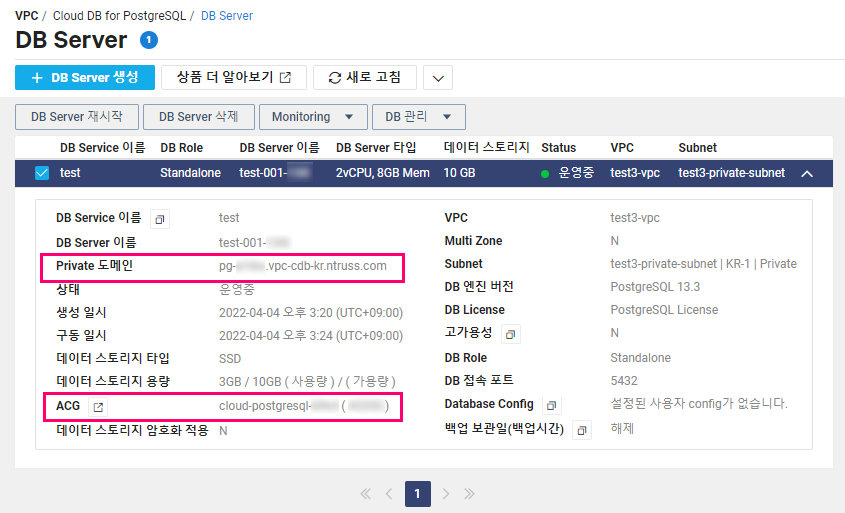 VPC / Cloud DB for PostgreSQL / DB Server
DB Server 1
+ DB Server 생성 상품 더 알아보기 새로 고침
DB Server 재시작 DB Server 삭제 Monitoring DB 관리
DB Service 이름 DB Role DB Server 이름 DB Server 타입 데이터 스토리지 Status VPC Subnet
test Standalone test-001- 2vCPU, 8GB Mem 10 GB 운영중 test3-vpc test3-private-subnet
DB Service 이름 test VPC test3-vpc
DB Server 이름 test-001- Multi Zone N
Private 도메인 pg- .vpc-cdb-kr.ntruss.com Subnet test3-private-subnet | KR-1 | Private
상태 운영중 DB 엔진 버전 PostgreSQL 13.3
생성 일시 2022-04-04 오후 3:20 (UTC+09:00) DB License PostgreSQL License
구동 일시 2022-04-04 오후 3:24 (UTC+09:00) 고가용성 N
데이터 스토리지 타입 SSD DB Role Standalone
데이터 스토리지 용량 3GB / 10GB ( 사용량 ) / ( 가용량 ) DB 접속 포트 5432
ACG cloud-postgresql- ( ) Database Config 설정된 사용자 config가 없습니다.
데이터 스토리지 암호화 적용 N 백업 보관일(백업시간) 해제
1